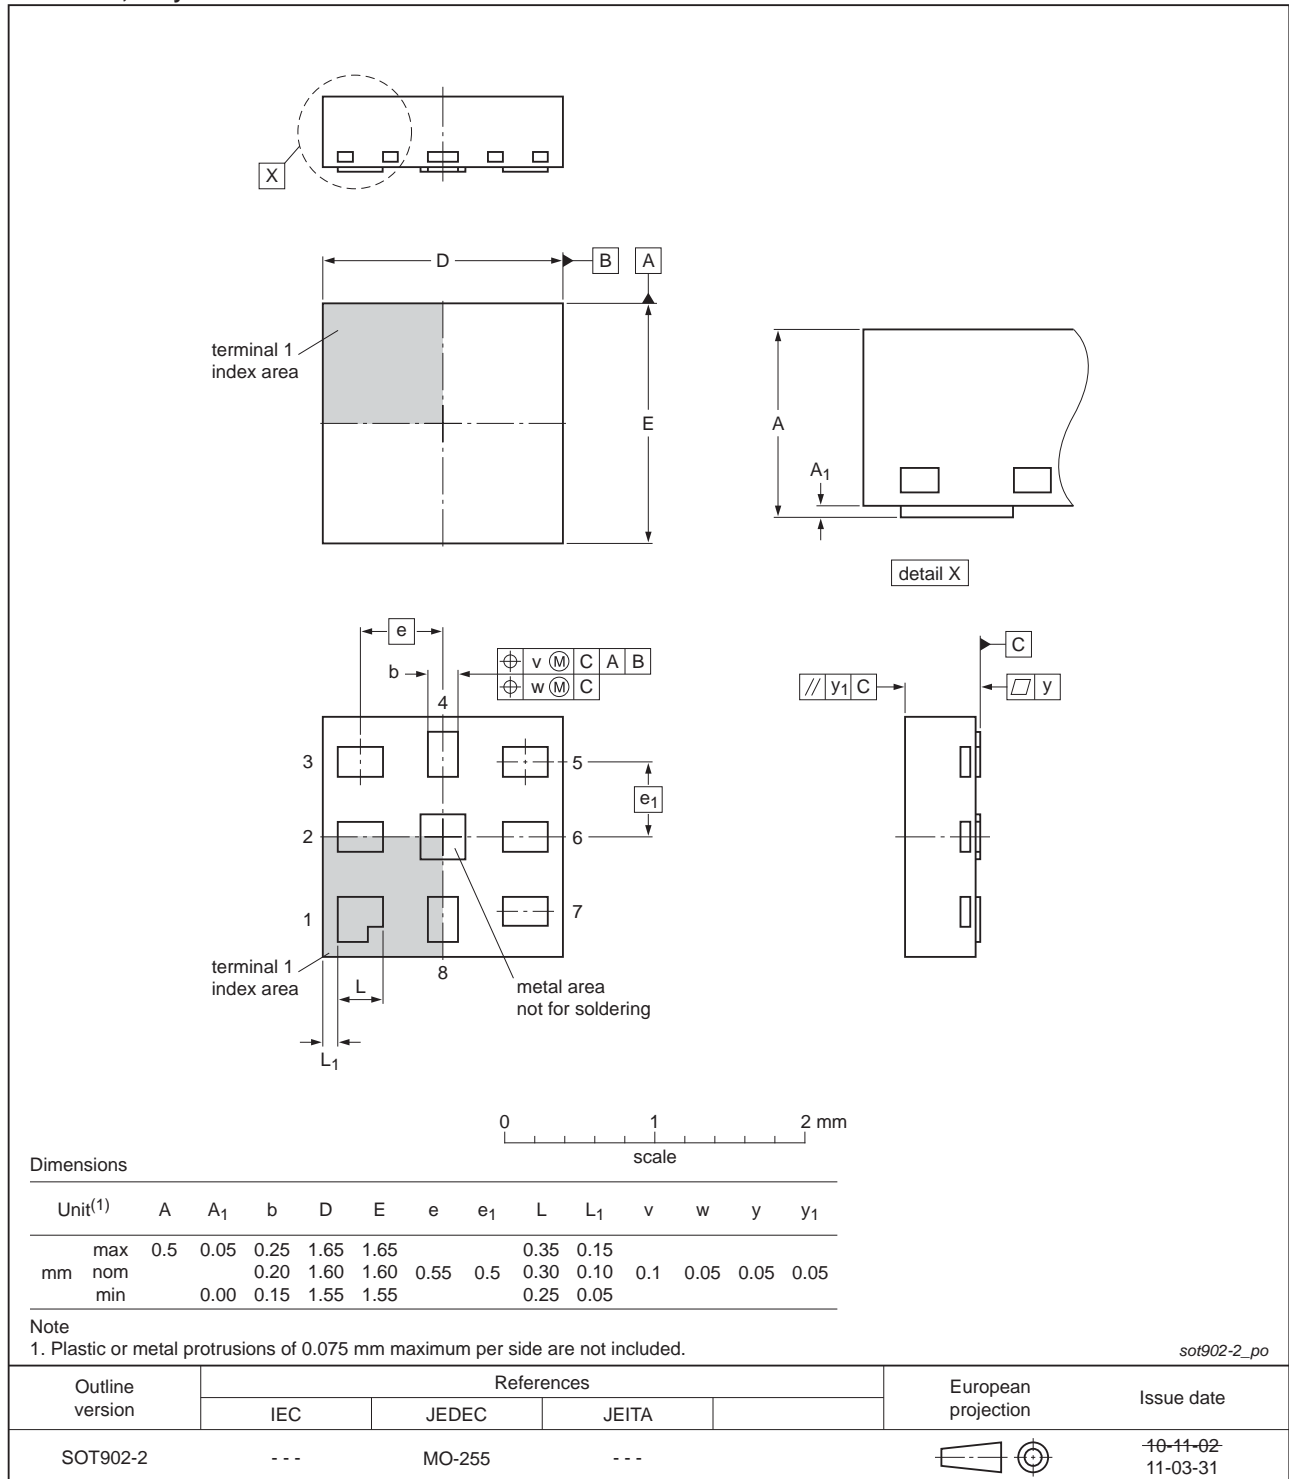 X
D
B
A
terminal 1
index area
E
A
A1
detail X
e
b
v M C A B
w M C
4
C
y1 C
y
3
5
e1
2
6
1
7
terminal 1
index area
L
8
metal area
not for soldering
L1
0 1 2 mm
scale
Dimensions
Unit(1) A A1 b D E e e1 L L1 v w y y1
max 0.5 0.05 0.25 1.65 1.65 0.35 0.15
mm nom 0.20 1.60 1.60 0.55 0.5 0.30 0.10 0.1 0.05 0.05 0.05
min 0.00 0.15 1.55 1.55 0.25 0.05
Note
1. Plastic or metal protrusions of 0.075 mm maximum per side are not included.
sot902-2_po
Outline version
References
European projection
Issue date
IEC JEDEC JEITA
SOT902-2 - - - MO-255 - - -
10-11-02
11-03-31